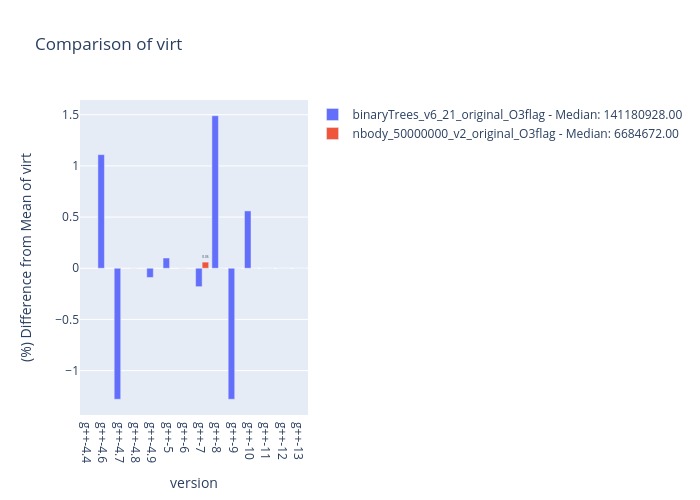 Comparison of virt
binaryTrees_v6_21_original_O3flag - Median: 141180928.00
nbody_50000000_v2_original_O3flag - Median: 6684672.00
(%) Difference from Mean of virt
1.5
1
0.5
0
−0.5
−1
g++-4.4
g++-4.6
g++-4.7
g++-4.8
g++-4.9
g++-5
g++-6
g++-7
g++-8
g++-9
g++-10
g++-11
g++-12
g++-13
version